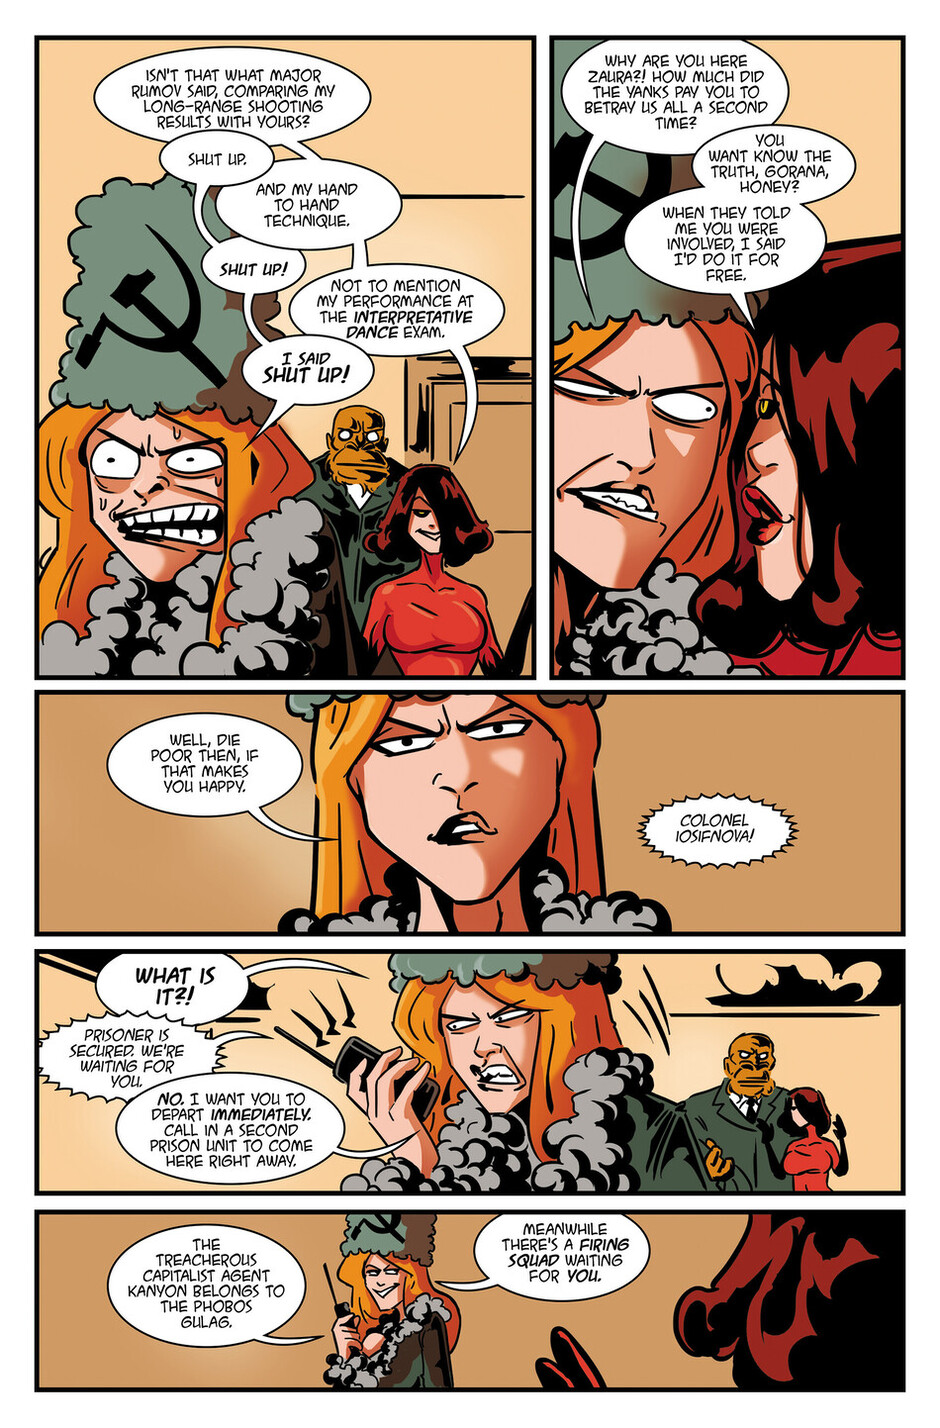 ISN'T THAT WHAT MAJOR
RUMOV SAID, COMPARING MY
LONG-RANGE SHOOTING
RESULTS WITH YOURS?
SHUT UP.
AND MY HAND
TO HAND
TECHNIQUE.
SHUT UP!
NOT TO MENTION
MY PERFORMANCE AT
THE INTERPRETATIVE
DANCE EXAM.
I SAID
SHUT UP!
WHY ARE YOU HERE
ZAURA?! HOW MUCH DID
THE YANKS PAY YOU TO
BETRAY US ALL A SECOND
TIME?
YOU
WANT KNOW THE
TRUTH, GORANA,
HONEY?
WHEN THEY TOLD
ME YOU WERE
INVOLVED, I SAID
I'D DO IT FOR
FREE.
WELL, DIE
POOR THEN, IF
THAT MAKES
YOU HAPPY.
COLONEL
IOSIFNOVA!
WHAT IS
IT?!
PRISONER IS
SECURED. WE'RE
WAITING FOR
YOU.
NO. I WANT YOU TO
DEPART IMMEDIATELY.
CALL IN A SECOND
PRISON UNIT TO COME
HERE RIGHT AWAY.
THE
TREACHEROUS
CAPITALIST AGENT
KANYON BELONGS TO
THE PHOBOS
GULAG.
MEANWHILE
THERE'S A FIRING
SQUAD WAITING
FOR YOU.